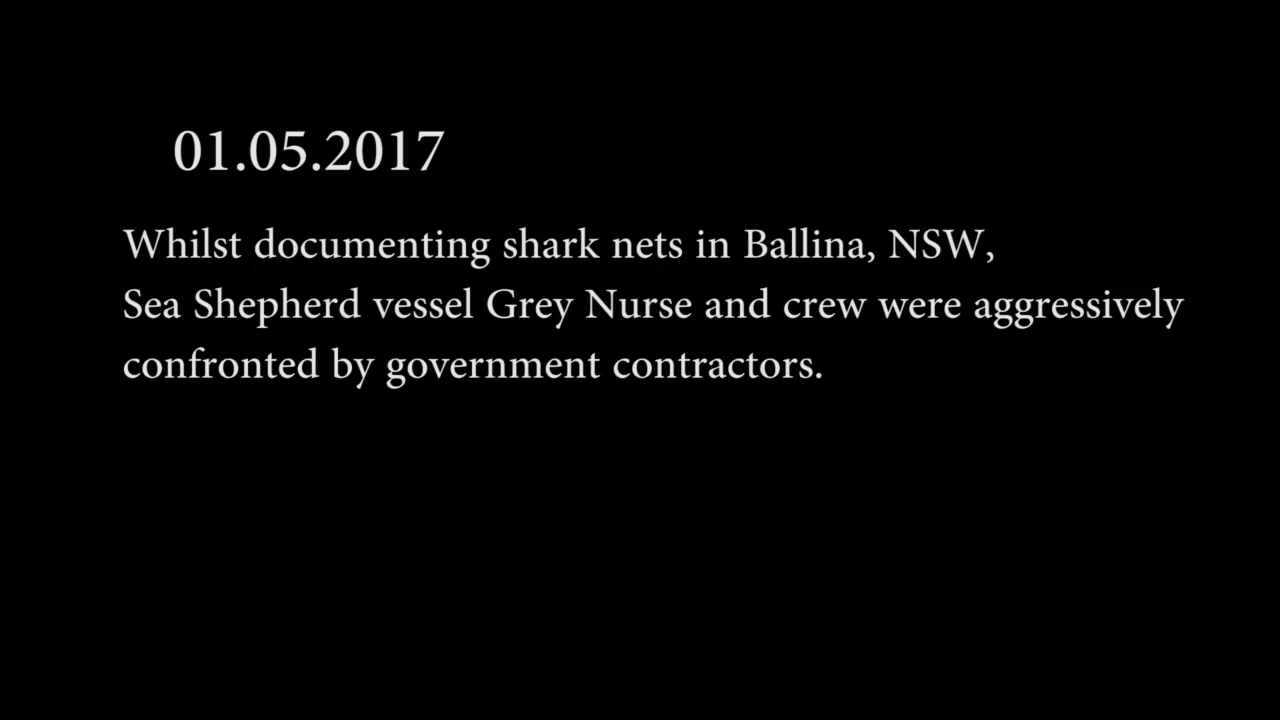 01.05.2017
Whilst documenting shark nets in Ballina, NSW,
Sea Shepherd vessel Grey Nurse and crew were aggressively
confronted by government contractors.